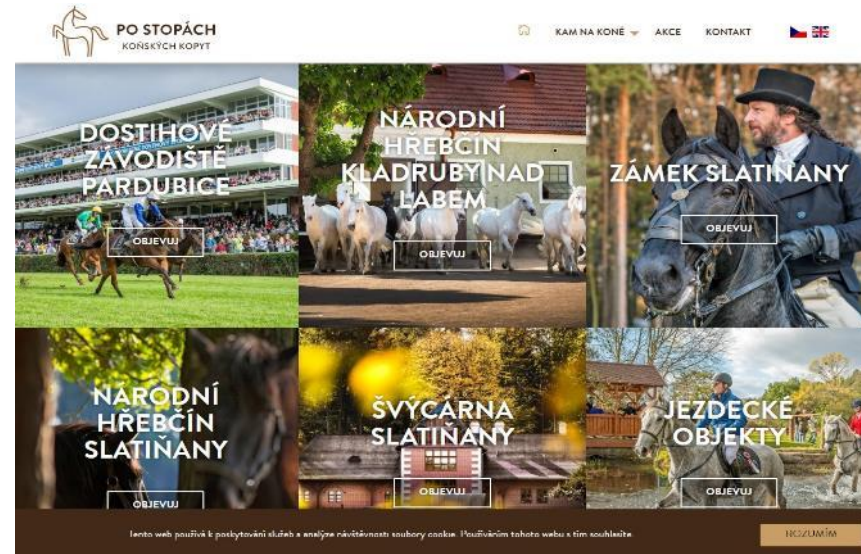 PO STOPÁCH
KOŇSKÝCH KOPYT
KAM NA KONĚ
AKCE
KONTAKT
DOSTIHOVÉ
ZÁVODIŠTĚ
PARDUBICE
OBJEVUJ
NÁRODNÍ
HŘEBČÍN
KLADRUBY NAD
LABEM
OBJEVUJ
ZÁMEK SLATIŇANY
OBJEVUJ
NÁRODNÍ
HŘEBČÍN
SLATIŇANY
OBJEVUJ
ŠVÝCÁRNA
SLATIŇANY
OBJEVUJ
JEZDECKÉ
OBJEKTY
OBJEVUJ
Tento web používá k poskytování služeb a analýze návštěvnosti soubory cookie. Používáním tohoto webu s tím souhlasíte.
ROZUMÍM